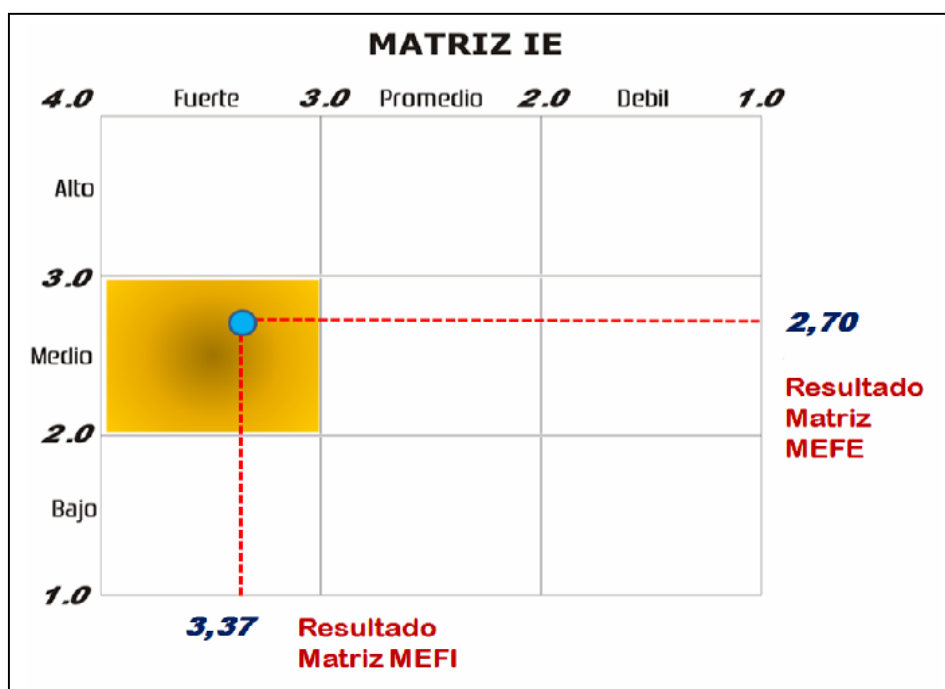 MATRIZ IE
4.0 Fuerte 3.0 Promedio 2.0 Debil 1.0
Alto
3.0
2,70
Medio
Resultado
Matriz
MEFE
2.0
Bajo
1.0
3,37 Resultado
Matriz MEFI